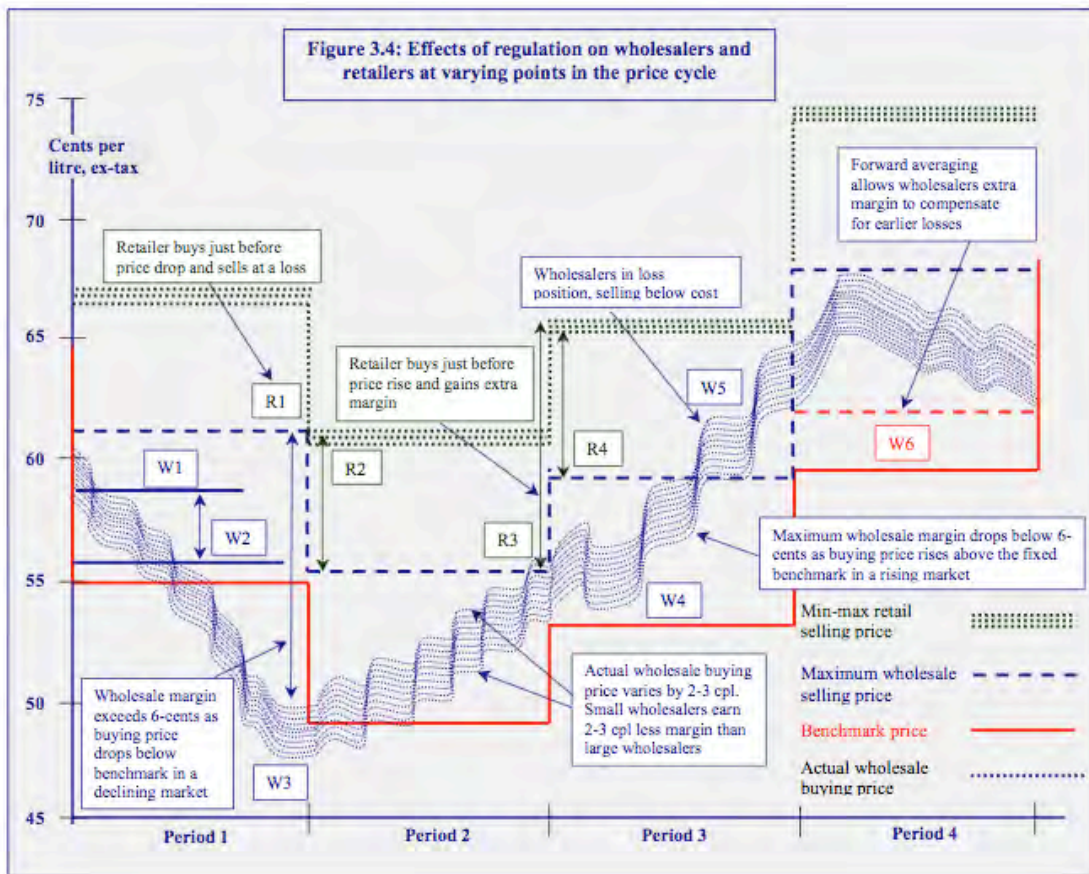 Figure 3.4: Effects of regulation on wholesalers and
retailers at varying points in the price cycle
75
Cents per
litre, ex-tax
70
65
60
55
50
45
Retailer buys just before
price drop and sells at a loss
R1
W1
W2
Wholesale margin
exceeds 6-cents as
buying price
drops below
benchmark in a
declining market
W3
Retailer buys just before
price rise and gains extra
margin
R2
R3
Actual wholesale buying
price varies by 2-3 cpl.
Small wholesalers earn
2-3 cpl less margin than
large wholesalers
Wholesalers in loss
position, selling below cost
R4
W5
W4
Maximum wholesale margin drops below 6-
cents as buying price rises above the fixed
benchmark in a rising market
Forward averaging
allows wholesalers extra
margin to compensate
for earlier losses
W6
Min-max retail
selling price
Maximum wholesale
selling price
Benchmark price
Actual wholesale
buying price
Period 1
Period 2
Period 3
Period 4